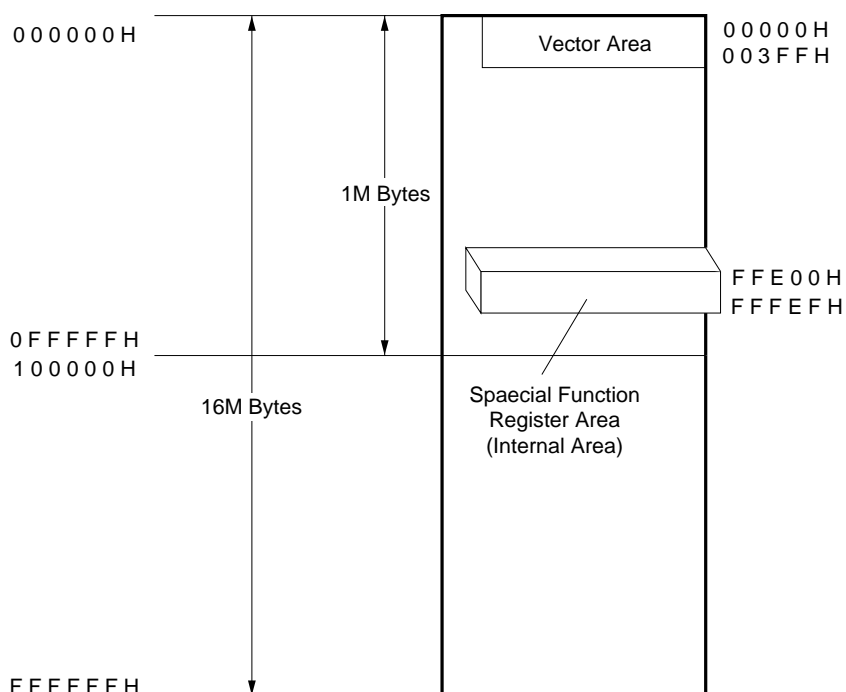 000000H
Vector Area
00000H
003FFH
1M Bytes
FFE00H
FFFEFH
0FFFFFH
100000H
16M Bytes
Spaecial Function
Register Area
(Internal Area)
FFFFFFH